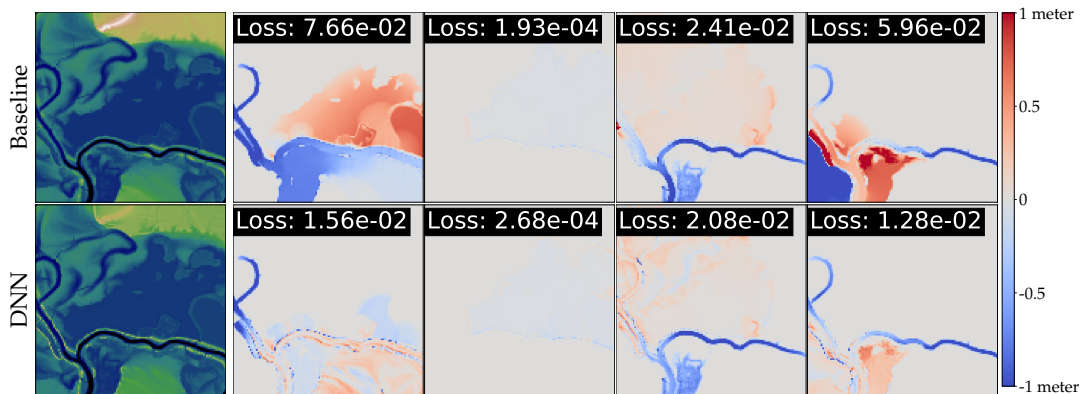 Baseline
Loss: 7.66e-02
Loss: 1.93e-04
Loss: 2.41e-02
Loss: 5.96e-02
DNN
Loss: 1.56e-02
Loss: 2.68e-04
Loss: 2.08e-02
Loss: 1.28e-02
1 meter
0.5
0
-0.5
-1 meter